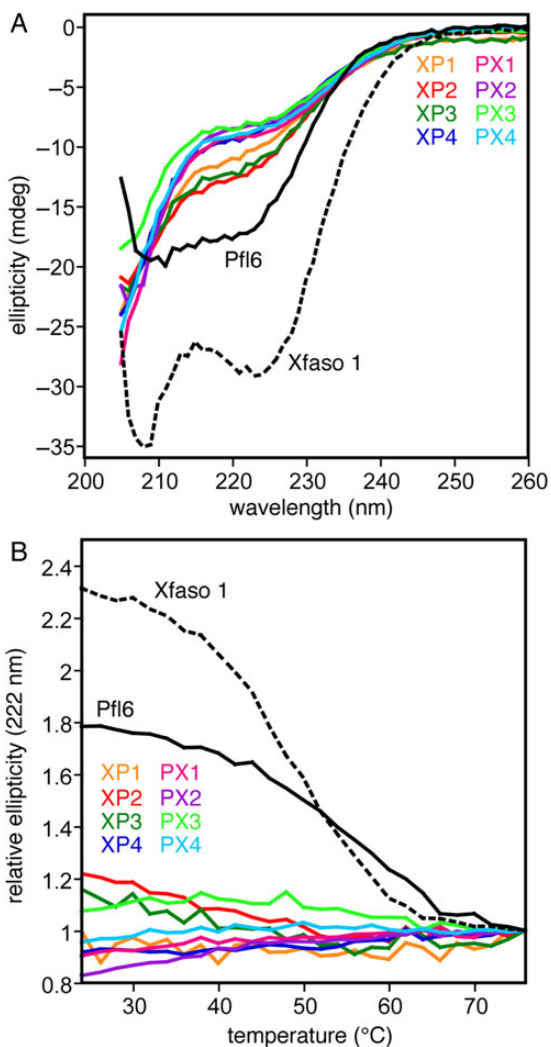 A
0
−5
−10
−15
−20
−25
−30
−35
ellipticity (mdeg)
XP1 PX1
XP2 PX2
XP3 PX3
XP4 PX4
Pfl6
Xfaso 1
200 210 220 230 240 250 260
wavelength (nm)
B
2.4
2.2
2
1.8
1.6
1.4
1.2
1
0.8
relative ellipticity (222 nm)
Xfaso 1
Pfl6
XP1 PX1
XP2 PX2
XP3 PX3
XP4 PX4
30 40 50 60 70
temperature (°C)